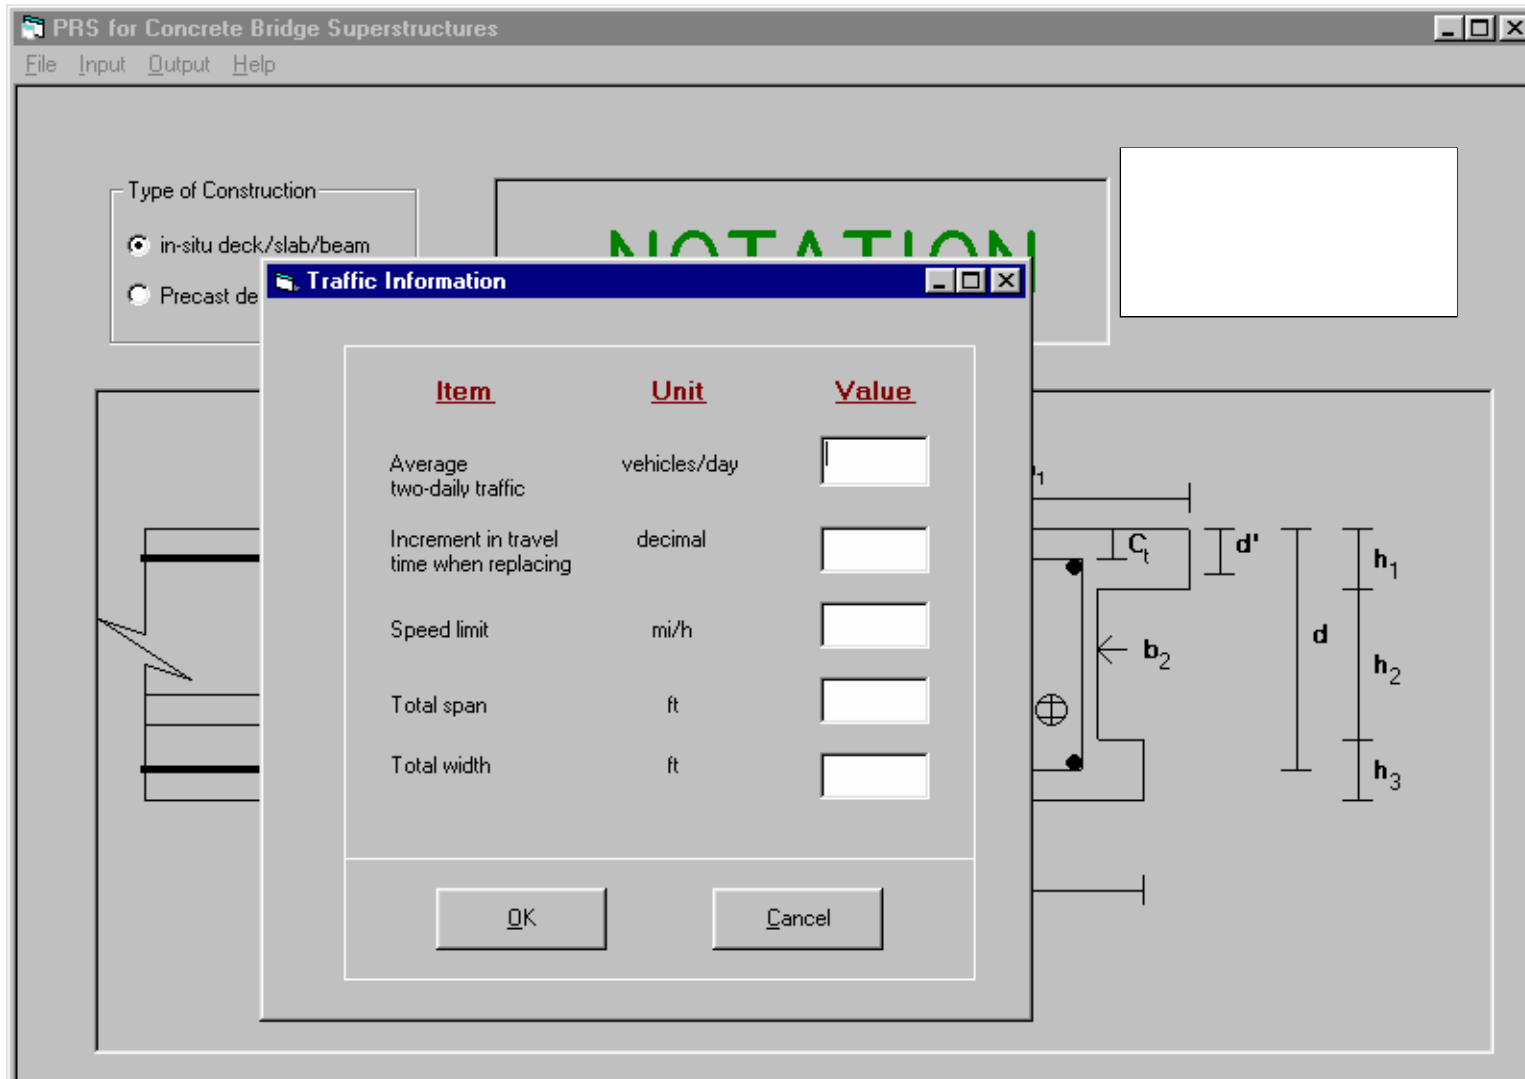 PRS for Concrete Bridge Superstructures
File Input Output Help
Type of Construction
in-situ deck/slab/beam
Precast de
NOTATION
Traffic Information
Item Unit Value
Average vehicles/day
two-daily traffic
Increment in travel decimal
time when replacing
Speed limit mi/h
Total span ft
Total width ft
OK Cancel
1
Ct
d'
h1
d
b2
h2
h3